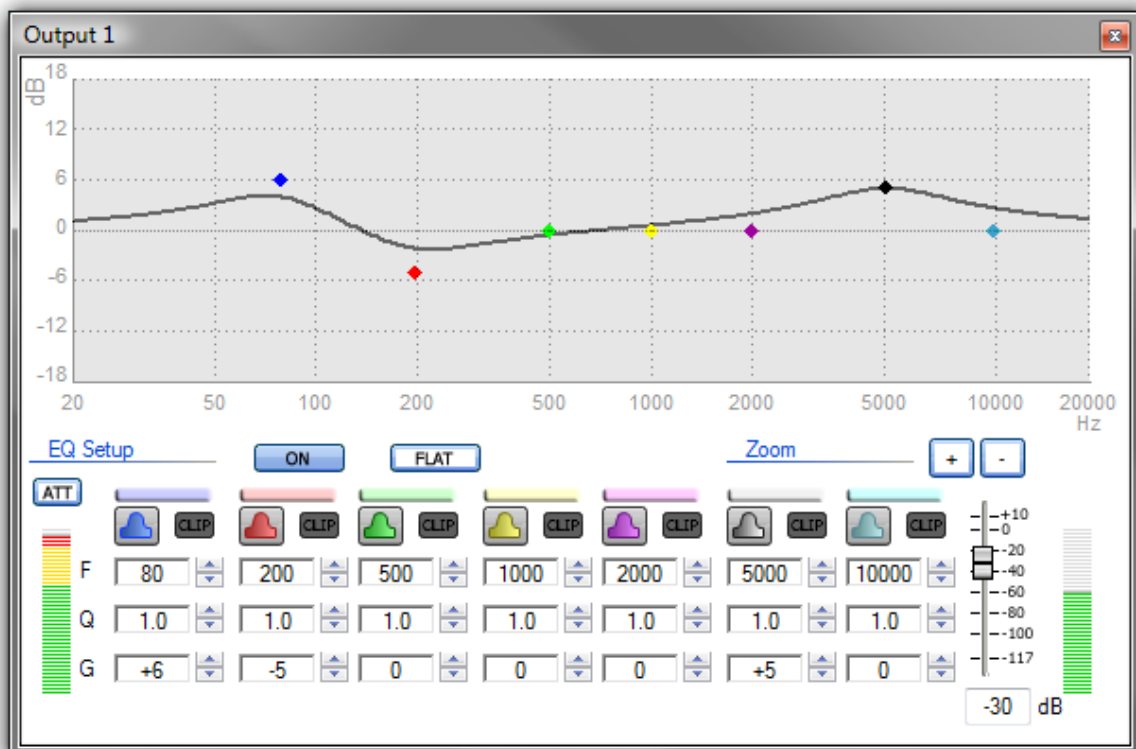 Output 1
dB
18
12
6
0
-6
-12
-18
20 50 100 200 500 1000 2000 5000 10000 20000
Hz
EQ Setup ON FLAT Zoom + -
ATT
CLIP CLIP CLIP CLIP CLIP CLIP CLIP
F 80 200 500 1000 2000 5000 10000
Q 1.0 1.0 1.0 1.0 1.0 1.0 1.0
G +6 -5 0 0 0 +5 0
+10
0
-20
-40
-60
-80
-100
-117
-30 dB